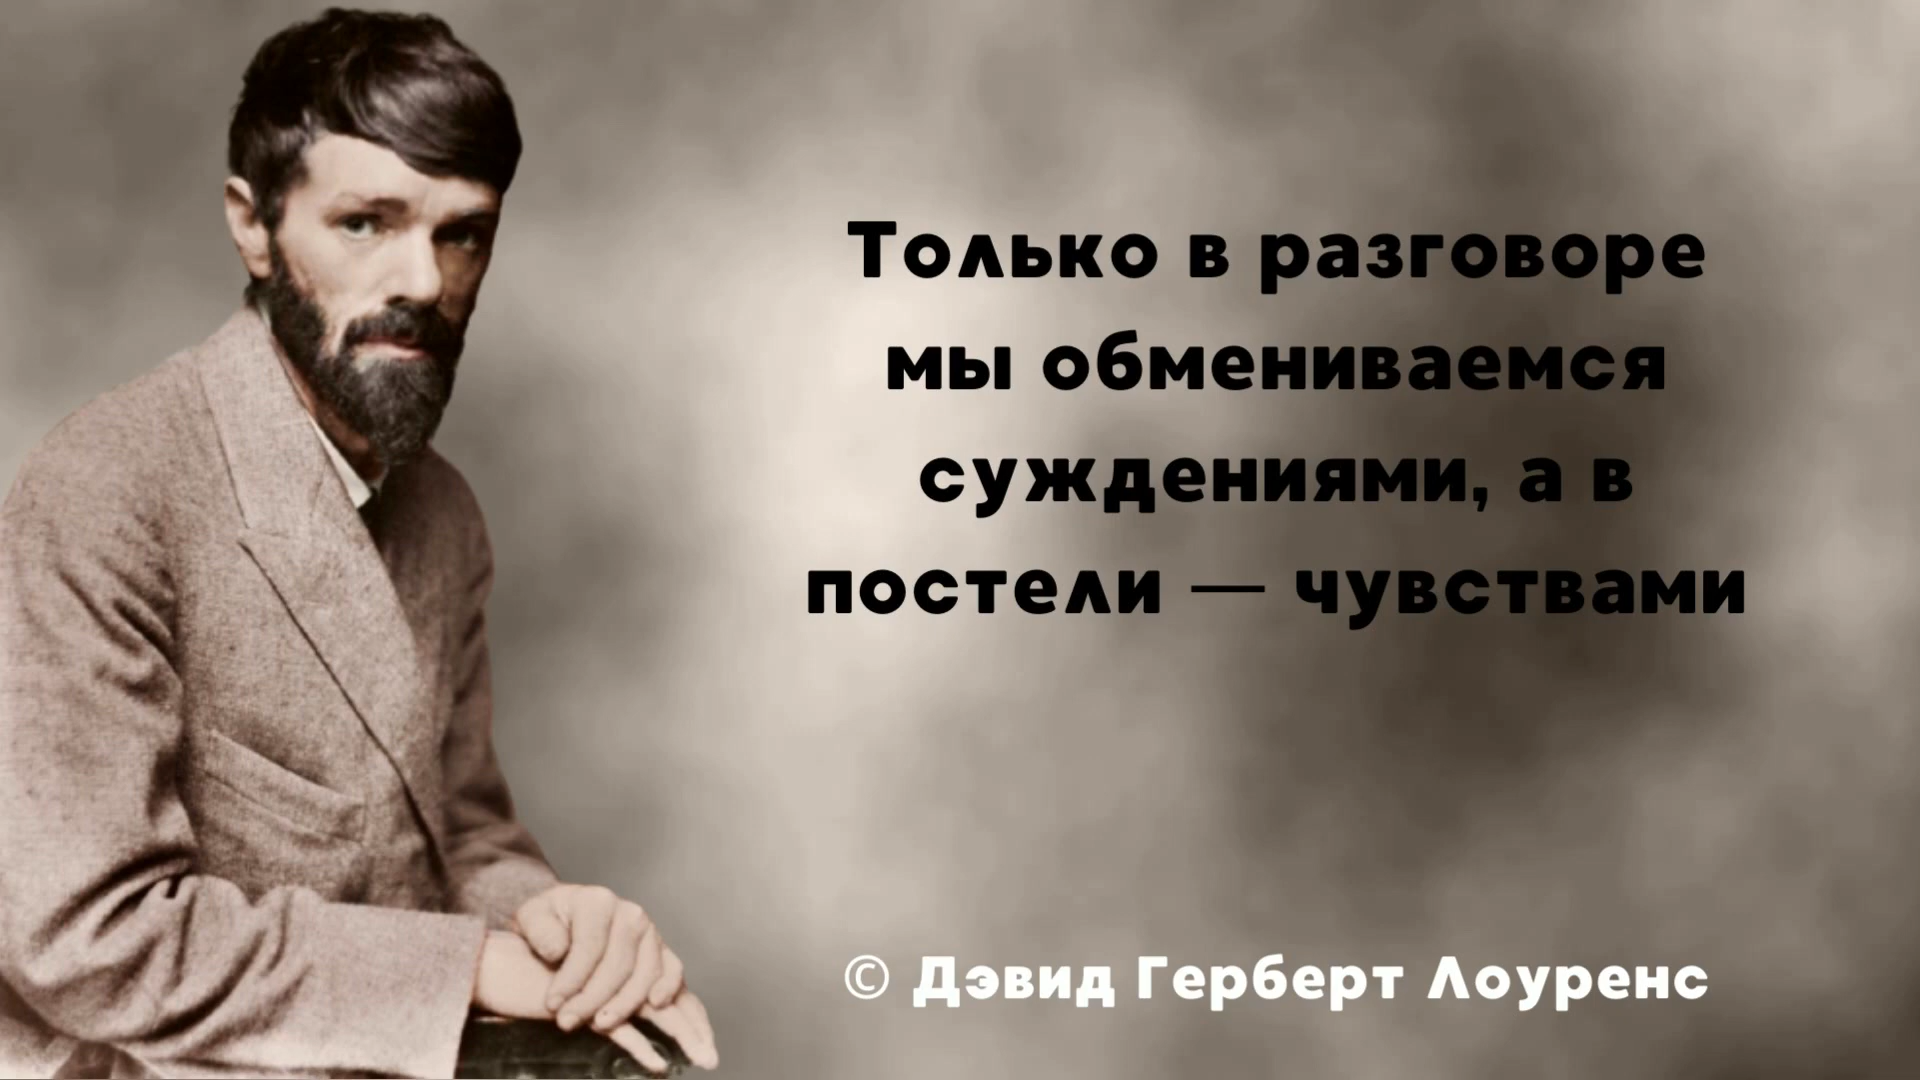 Только в разговоре
мы обмениваемся
суждениями, а в
постели — чувствами
© Дэвид Герберт Лоуренс